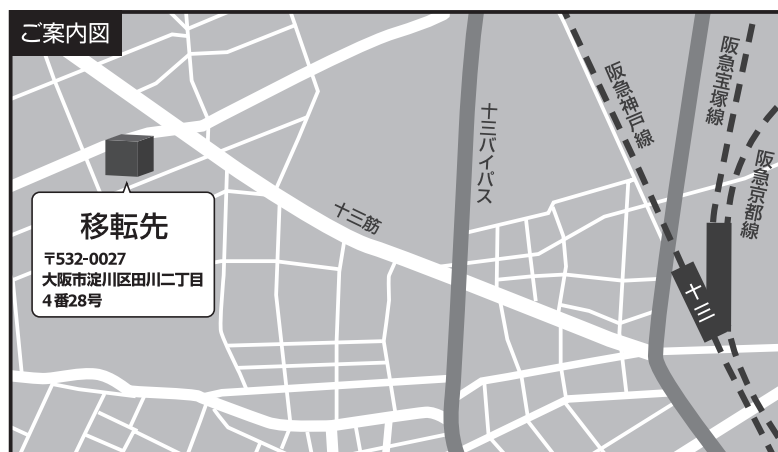 ご案内図
阪急神戸線
阪急宝塚線
阪急京都線
十三バイパス
十三筋
十三
移転先
〒532-0027
大阪市淀川区田川二丁目
4番28号